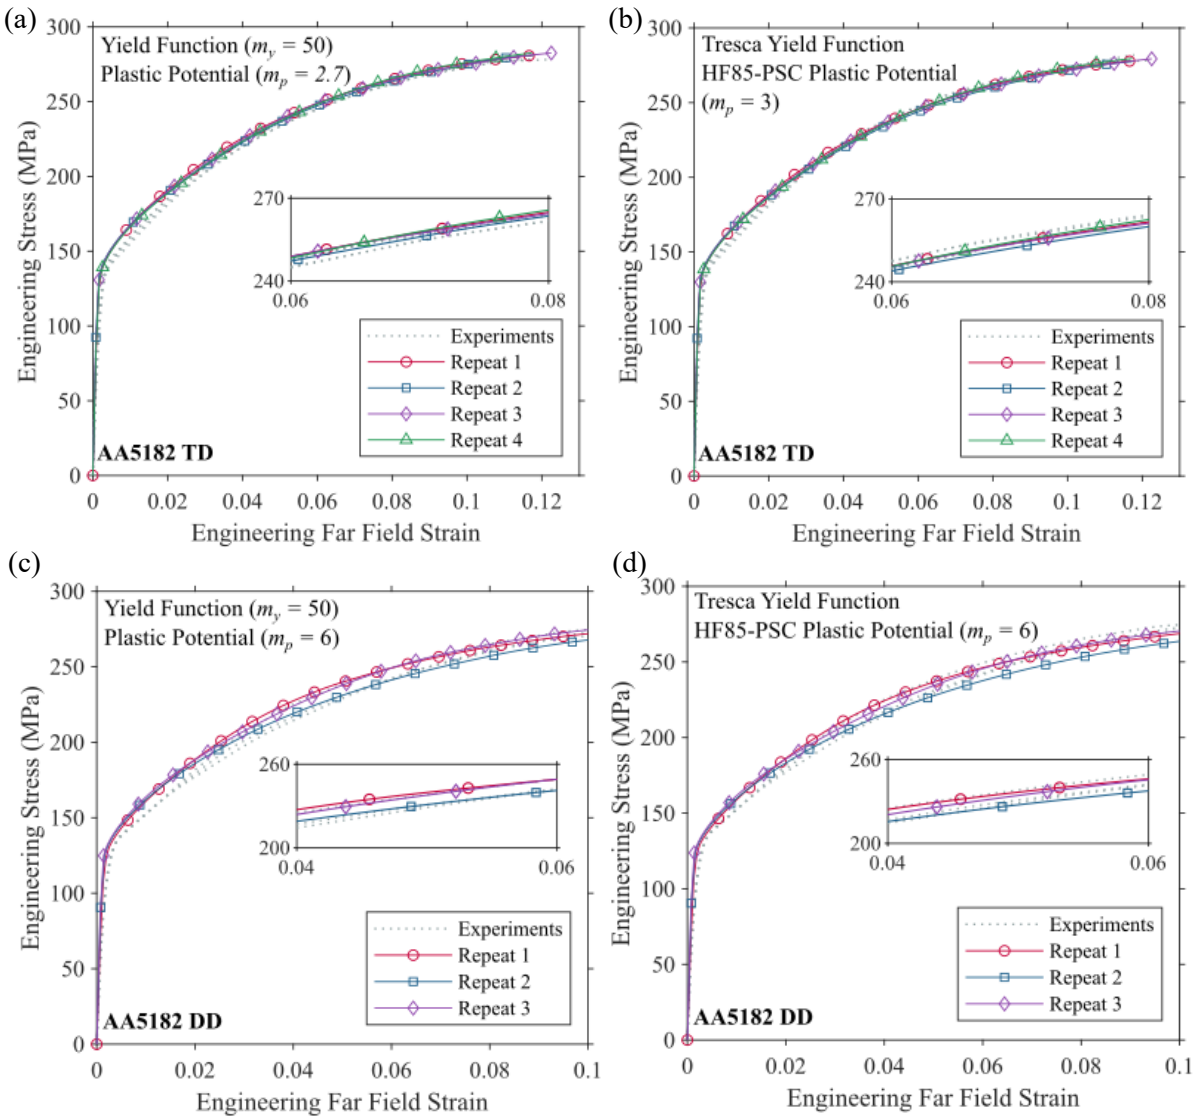 (a)
300
250
200
150
100
50
0
Engineering Stress (MPa)
Yield Function (my = 50)
Plastic Potential (mp = 2.7)
270
240
0.06
0.08
Experiments
Repeat 1
Repeat 2
Repeat 3
Repeat 4
AA5182 TD
0
0.02
0.04
0.06
0.08
0.1
0.12
Engineering Far Field Strain
(b)
300
250
200
150
100
50
0
Engineering Stress (MPa)
Tresca Yield Function
HF85-PSC Plastic Potential
(mp = 3)
270
240
0.06
0.08
Experiments
Repeat 1
Repeat 2
Repeat 3
Repeat 4
AA5182 TD
0
0.02
0.04
0.06
0.08
0.1
0.12
Engineering Far Field Strain
(c)
300
250
200
150
100
50
0
Engineering Stress (MPa)
Yield Function (my = 50)
Plastic Potential (mp = 6)
260
200
0.04
0.06
Experiments
Repeat 1
Repeat 2
Repeat 3
AA5182 DD
0
0.02
0.04
0.06
0.08
0.1
Engineering Far Field Strain
(d)
300
250
200
150
100
50
0
Engineering Stress (MPa)
Tresca Yield Function
HF85-PSC Plastic Potential (mp = 6)
260
200
0.04
0.06
Experiments
Repeat 1
Repeat 2
Repeat 3
AA5182 DD
0
0.02
0.04
0.06
0.08
0.1
Engineering Far Field Strain